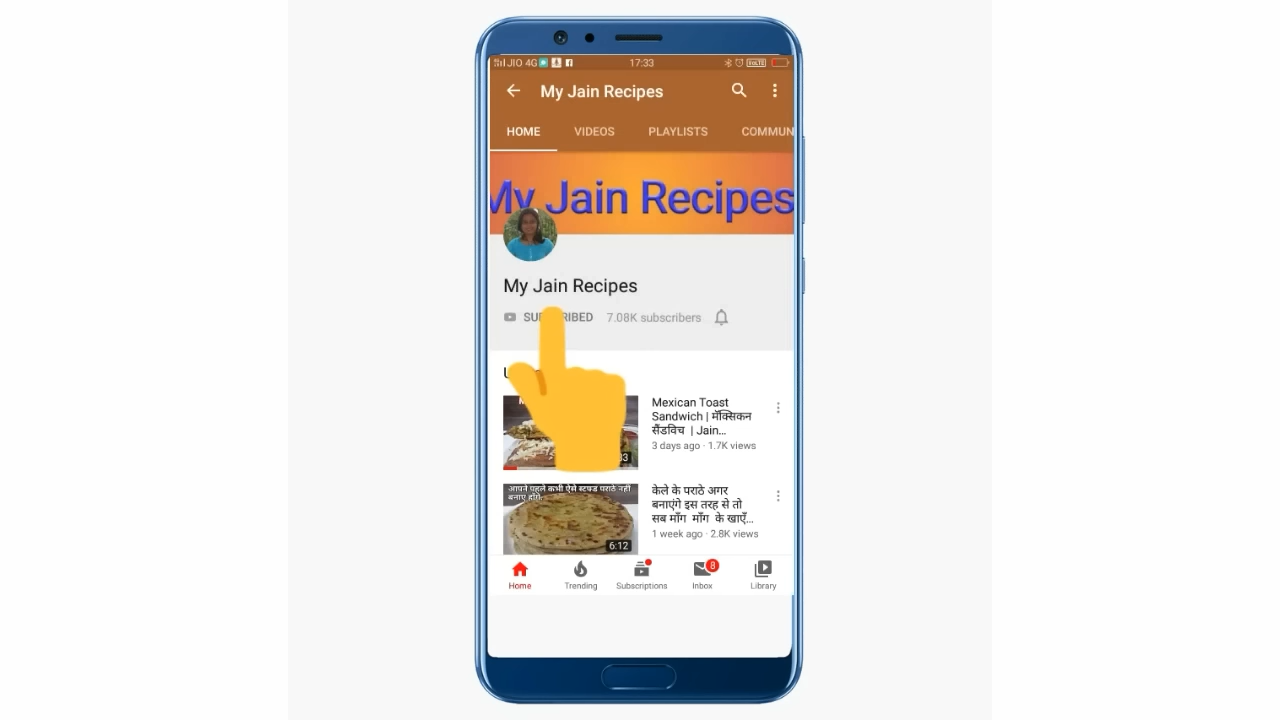 JIO 4G 17:33 VoLTE
My Jain Recipes
HOME VIDEOS PLAYLISTS COMMUN
My Jain Recipes
My Jain Recipes
7.08K subscribers
Mexican Toast
Sandwich | मॅक्सिकन
सैंडविच | Jain...
3 days ago · 1.7K views
आपने पहले कभी ऐसे स्टफ्ड पराठे नहीं
बनाए होंगे.
6:12
केले के पराठे अगर
बनाएंगे इस तरह से तो
सब माँग माँग के खाएँ...
1 week ago · 2.8K views
8
Home Trending Subscriptions Inbox Library